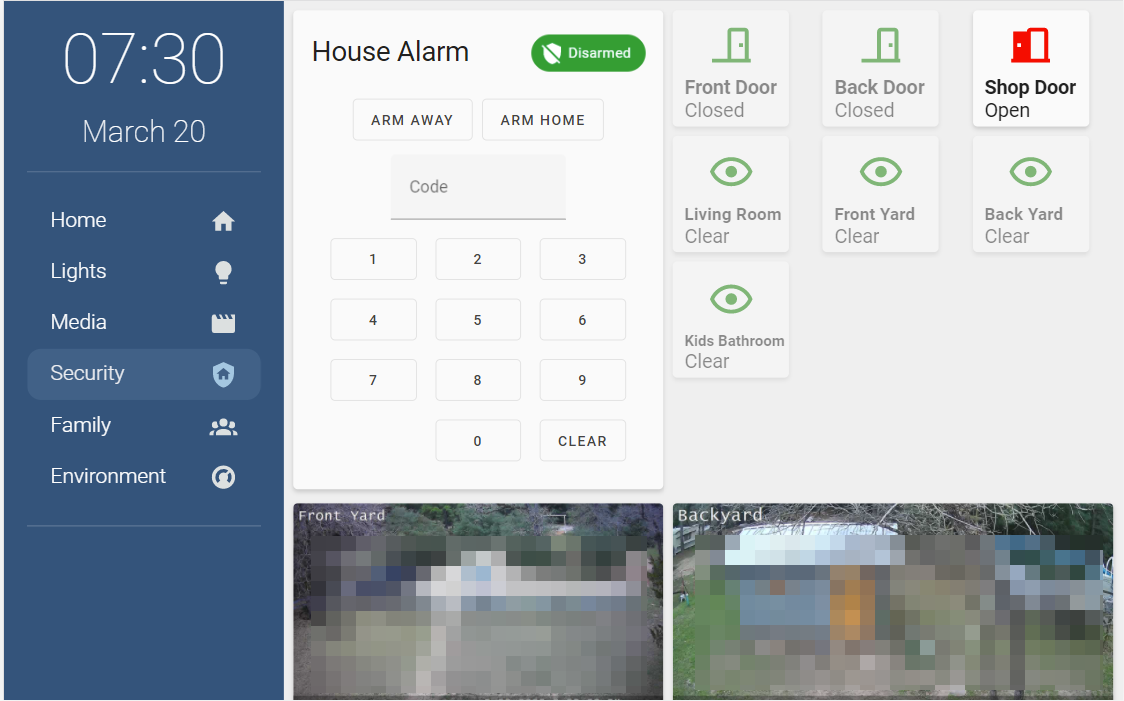 07:30
March 20
Home
Lights
Media
Security
Family
Environment
House Alarm
Disarmed
ARM AWAY
ARM HOME
Code
1
2
3
4
5
6
7
8
9
0
CLEAR
Front Door
Closed
Back Door
Closed
Shop Door
Open
Living Room
Clear
Front Yard
Clear
Back Yard
Clear
Kids Bathroom
Clear
Front Yard
Backyard